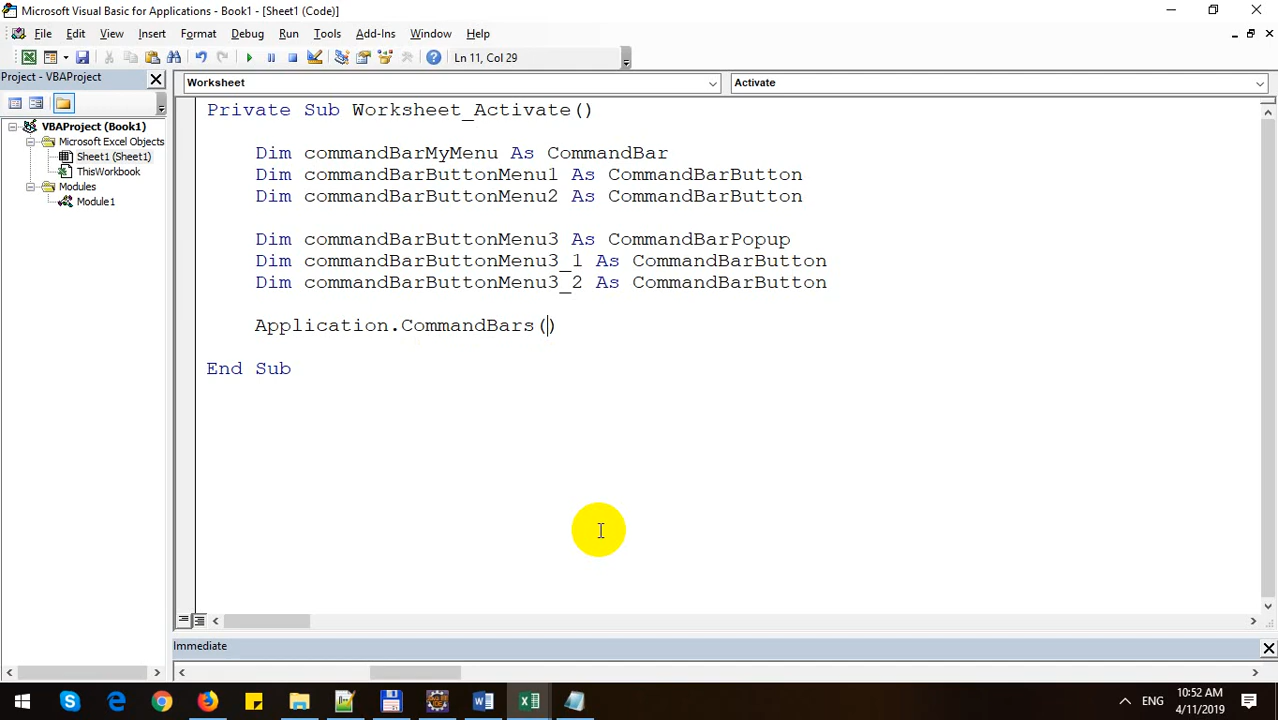 Microsoft Visual Basic for Applications - Book1 - [Sheet1 (Code)]
File Edit View Insert Format Debug Run Tools Add-Ins Window Help
Ln 11, Col 29
Project - VBAProject
Worksheet
Activate
VBAProject (Book1)
Microsoft Excel Objects
Sheet1 (Sheet1)
ThisWorkbook
Modules
Module1
Private Sub Worksheet_Activate()
Dim commandBarMyMenu As CommandBar
Dim commandBarButtonMenu1 As CommandBarButton
Dim commandBarButtonMenu2 As CommandBarButton
Dim commandBarButtonMenu3 As CommandBarPopup
Dim commandBarButtonMenu3_1 As CommandBarButton
Dim commandBarButtonMenu3_2 As CommandBarButton
Application.CommandBars()
End Sub
Immediate
ENG
10:52 AM
4/11/2019